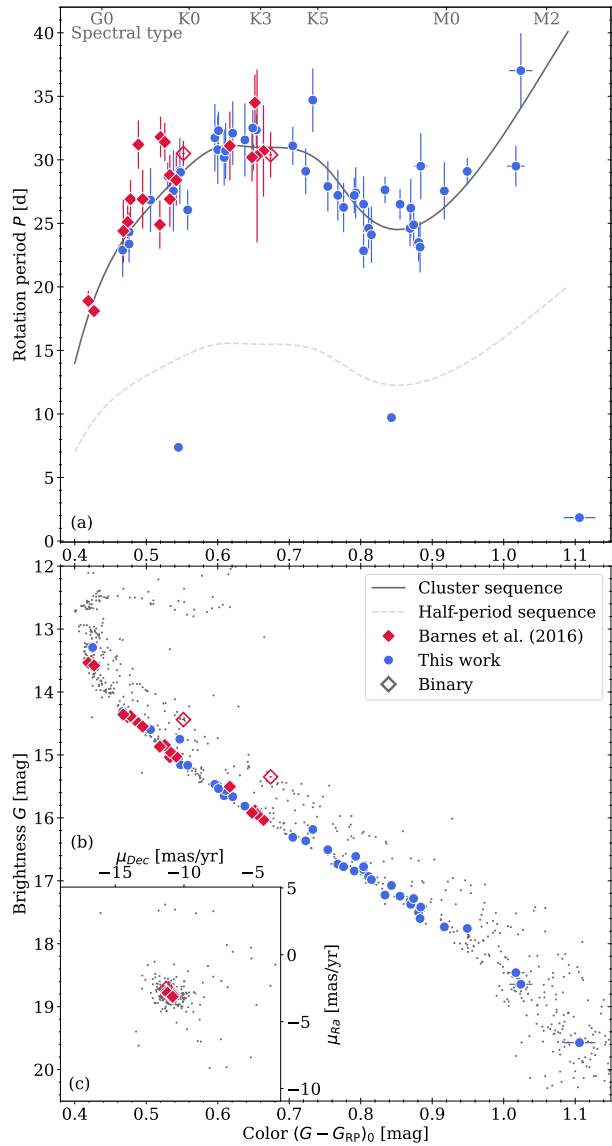 G0 K0 K3 K5 M0 M2
Spectral type
40
35
30
25
20
15
10
5
0
Rotation period P [d]
(a)
0.4 0.5 0.6 0.7 0.8 0.9 1.0 1.1
12
13
14
15
16
17
18
19
20
Brightness G [mag]
Cluster sequence
Half-period sequence
Barnes et al. (2016)
This work
Binary
(b)
μDec [mas/yr]
−15 −10 −5
5
0
−5
−10
μRa [mas/yr]
(c)
0.4 0.5 0.6 0.7 0.8 0.9 1.0 1.1
Color (G − GRP)0 [mag]